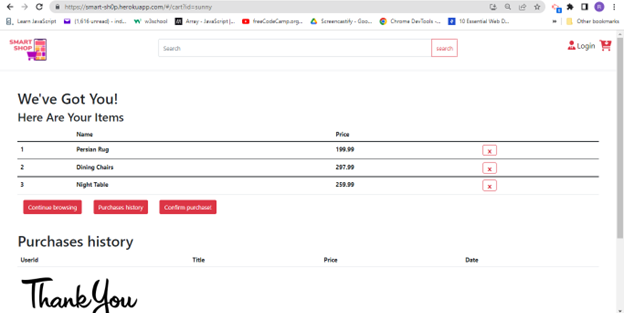 https://smart-sh0p.herokuapp.com/#/cart?id=sunny
Learn JavaScript
(1,616 unread) - ind...
w3school
Array - JavaScript |...
freeCodeCamp.org...
Screencastify - Goo...
Chrome DevTools -...
10 Essential Web D...
»
Other bookmarks
SMART
SHOP
Search
search
Login
We've Got You!
Here Are Your Items
Name Price
1 Persian Rug 199.99 x
2 Dining Chairs 297.99 x
3 Night Table 259.99 x
Continue browsing Purchases history Confirm purchase!
Purchases history
Userid Title Price Date
Thank You